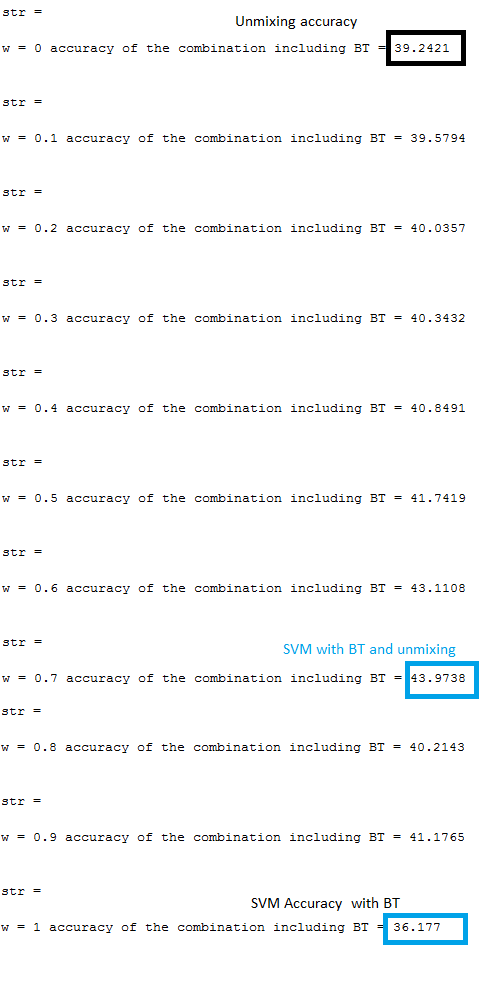 str =
Unmixing accuracy
w = 0 accuracy of the combination including BT = 39.2421
str =
w = 0.1 accuracy of the combination including BT = 39.5794
str =
w = 0.2 accuracy of the combination including BT = 40.0357
str =
w = 0.3 accuracy of the combination including BT = 40.3432
str =
w = 0.4 accuracy of the combination including BT = 40.8491
str =
w = 0.5 accuracy of the combination including BT = 41.7419
str =
w = 0.6 accuracy of the combination including BT = 43.1108
str =
SVM with BT and unmixing
w = 0.7 accuracy of the combination including BT = 43.9738
str =
w = 0.8 accuracy of the combination including BT = 40.2143
str =
w = 0.9 accuracy of the combination including BT = 41.1765
str =
SVM Accuracy with BT
w = 1 accuracy of the combination including BT = 36.177